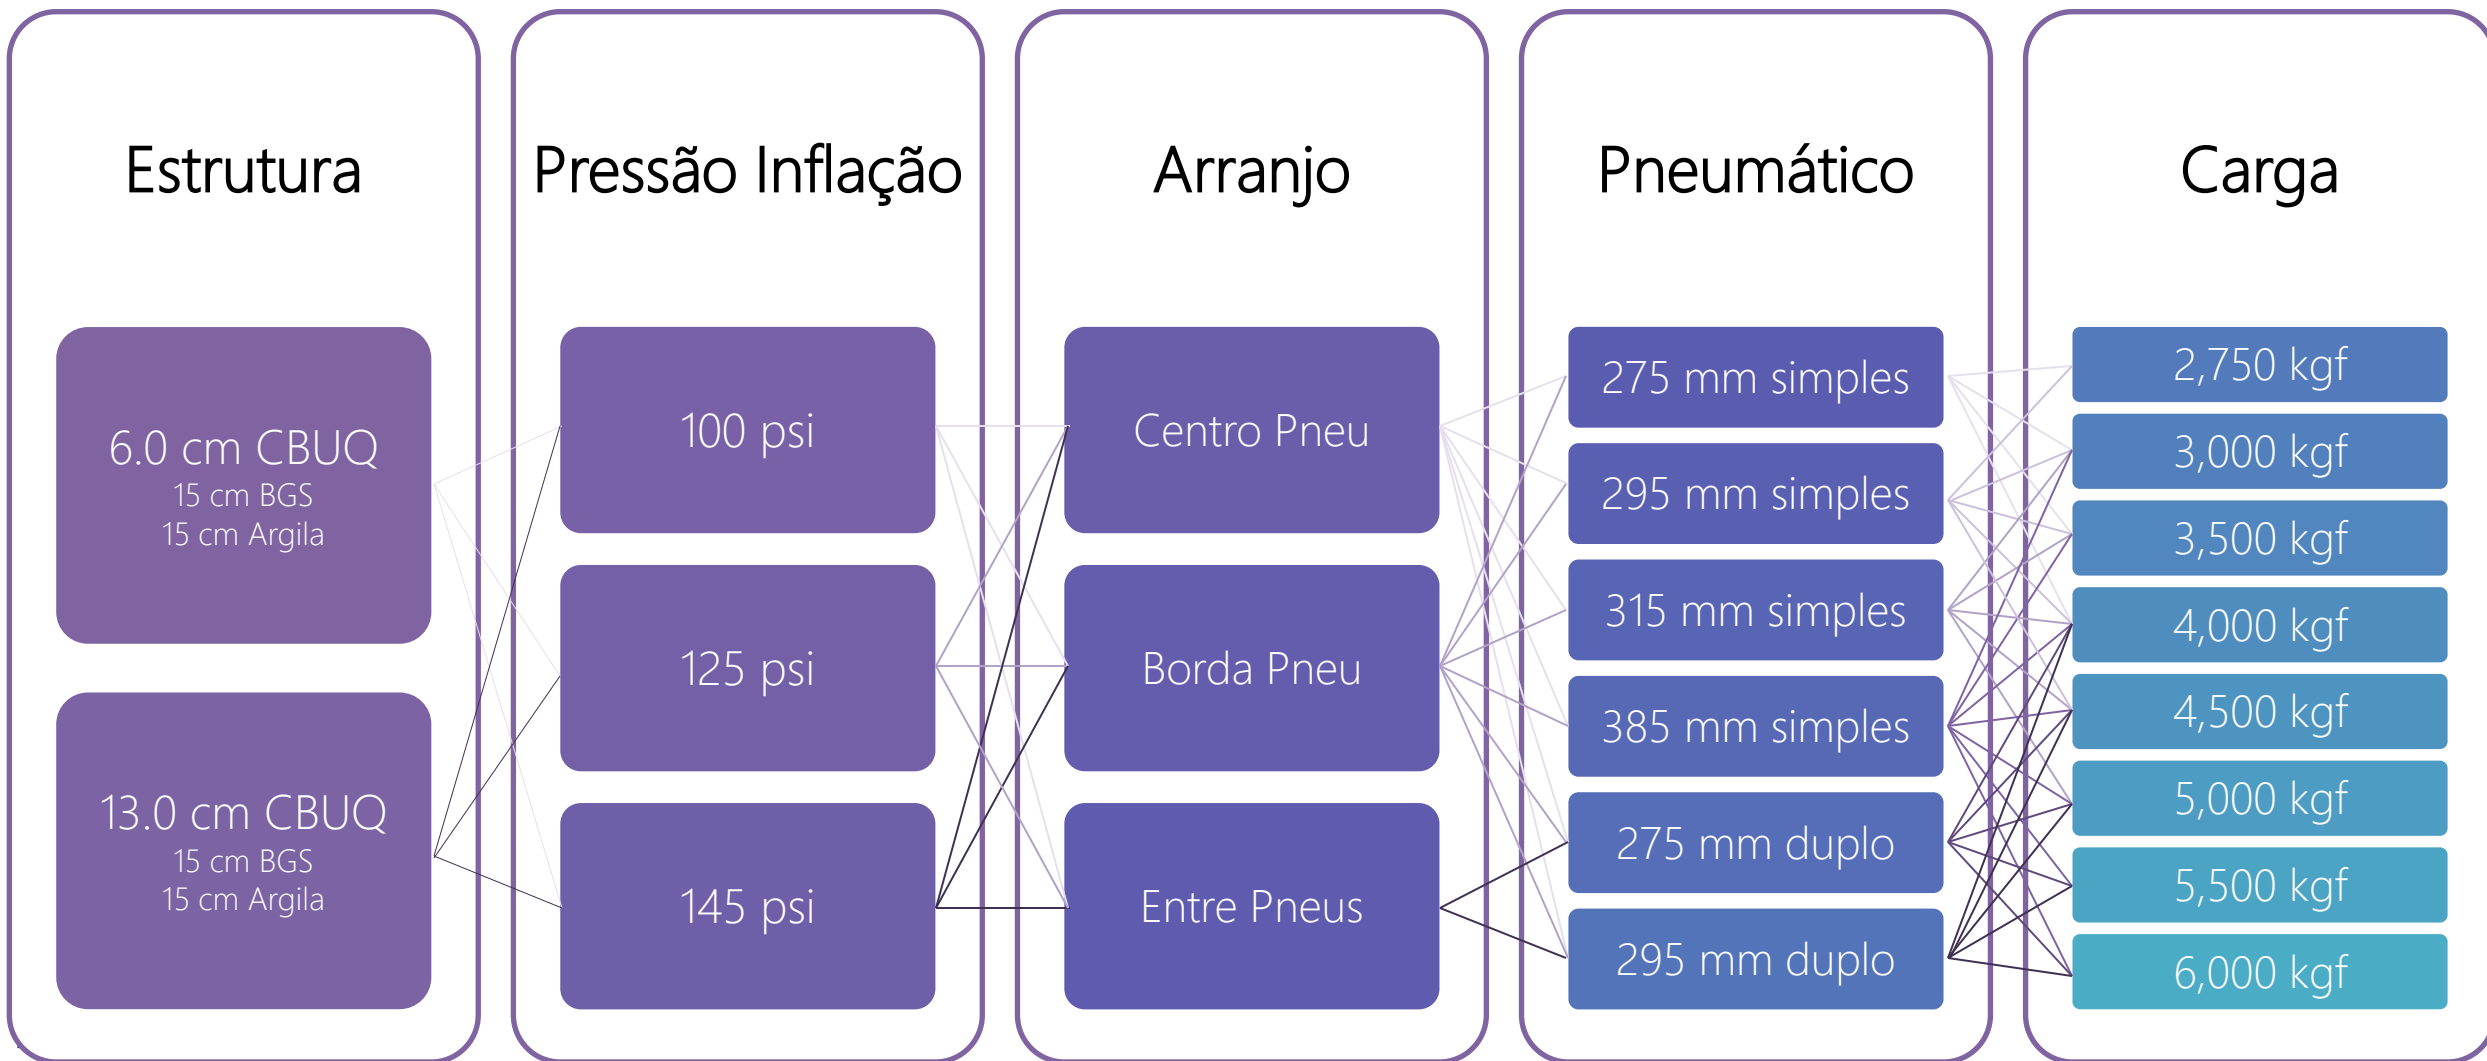 Estrutura
6.0 cm CBUQ
15 cm BGS
15 cm Argila
13.0 cm CBUQ
15 cm BGS
15 cm Argila
Pressão Inflação
100 psi
125 psi
145 psi
Arranjo
Centro Pneu
Borda Pneu
Entre Pneus
Pneumático
275 mm simples
295 mm simples
315 mm simples
385 mm simples
275 mm duplo
295 mm duplo
Carga
2,750 kgf
3,000 kgf
3,500 kgf
4,000 kgf
4,500 kgf
5,000 kgf
5,500 kgf
6,000 kgf